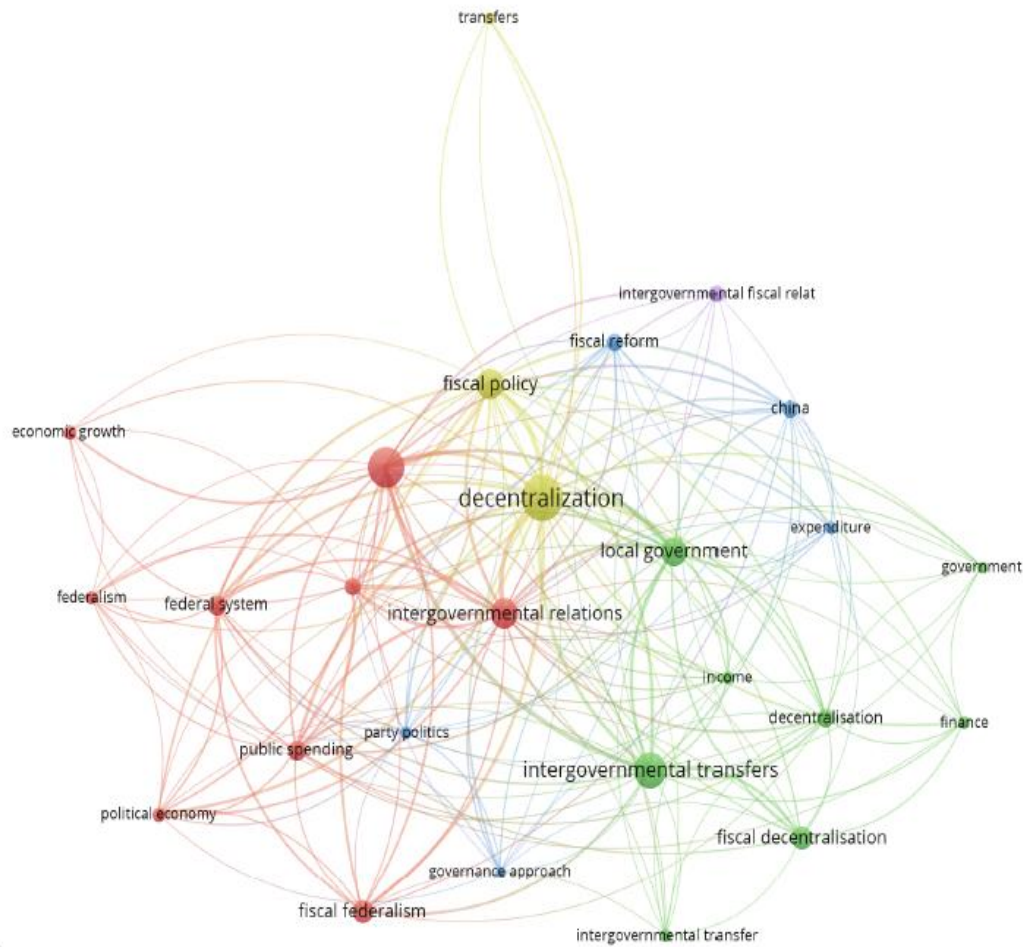 transfers
intergovernmental fiscal relat
fiscal reform
fiscal policy
china
economic growth
decentralization
expenditure
local government
government
federalism
federal system
intergovernmental relations
income
decentralisation
finance
party politics
public spending
intergovernmental transfers
political economy
fiscal decentralisation
governance approach
fiscal federalism
intergovernmental transfer